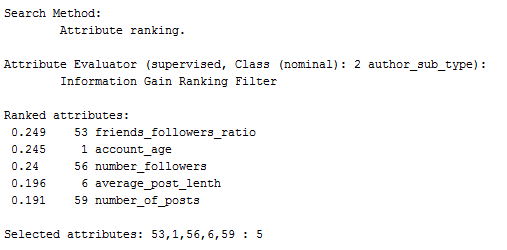 Search Method:
Attribute ranking.
Attribute Evaluator (supervised, Class (nominal): 2 author_sub_type):
Information Gain Ranking Filter
Ranked attributes:
0.249 53 friends_followers_ratio
0.245 1 account_age
0.24 56 number_followers
0.196 6 average_post_lenth
0.191 59 number_of_posts
Selected attributes: 53,1,56,6,59 : 5